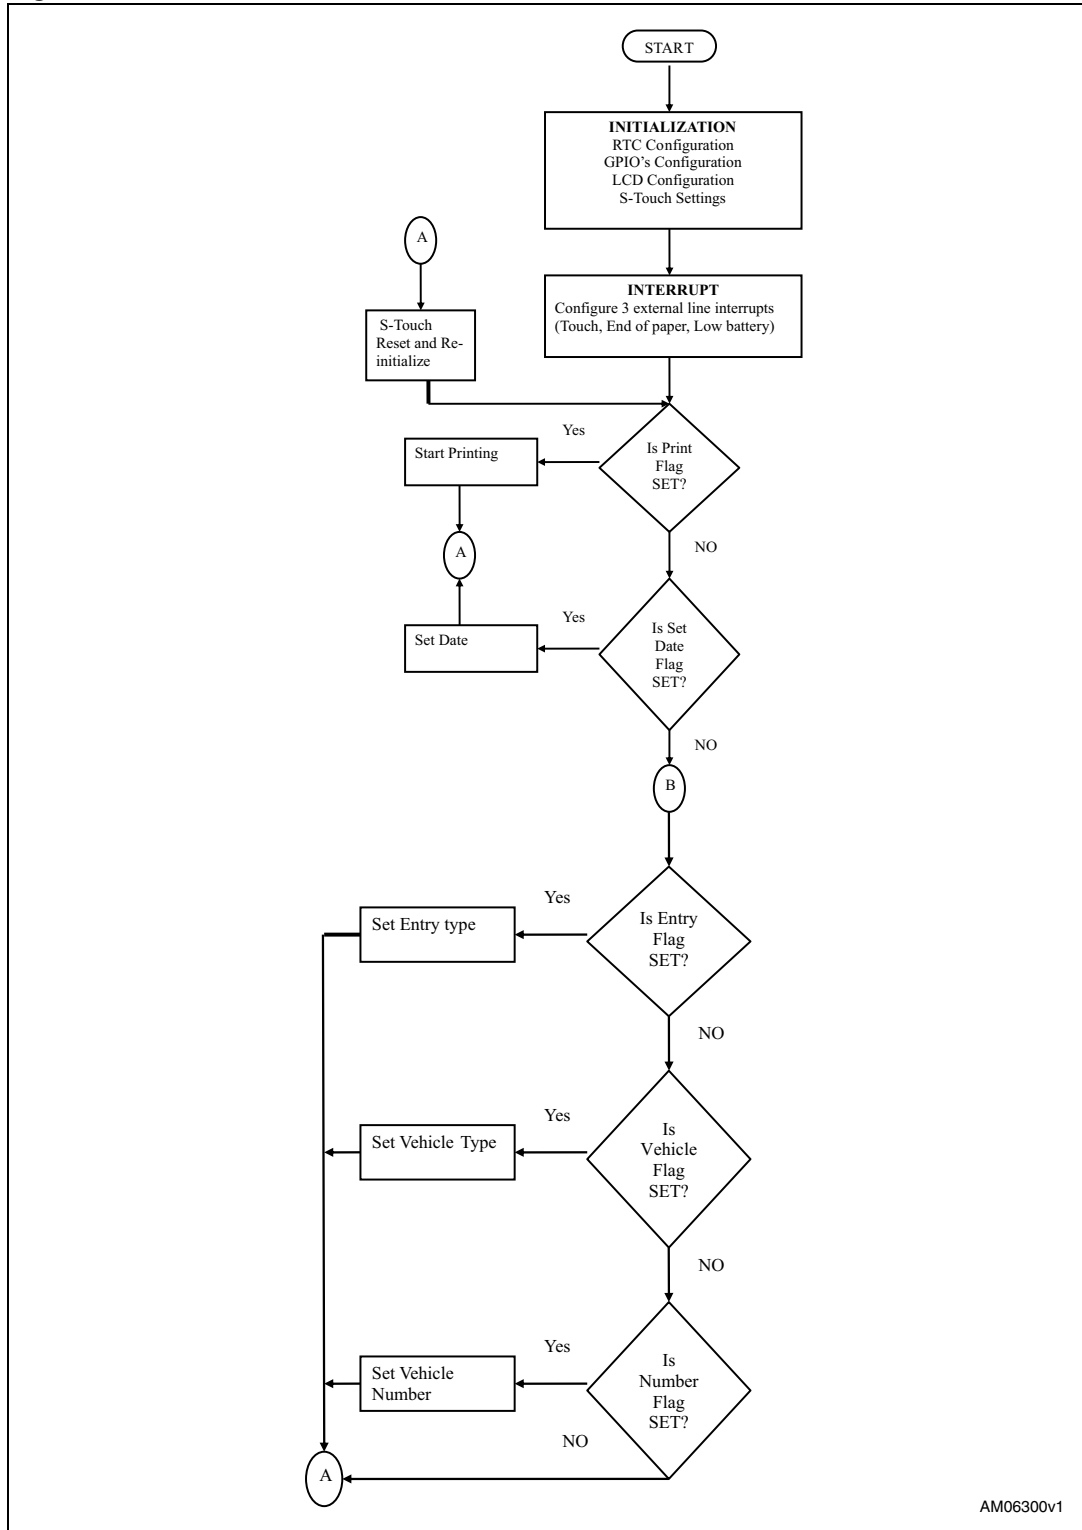 START
INITIALIZATION
RTC Configuration
GPIO's Configuration
LCD Configuration
S-Touch Settings
A
INTERRUPT
Configure 3 external line interrupts
(Touch, End of paper, Low battery)
S-Touch
Reset and Re-
initialize
Yes
Start Printing
Is Print
Flag
SET?
NO
A
Yes
Set Date
Is Set
Date
Flag
SET?
NO
B
Yes
Set Entry type
Is Entry
Flag
SET?
NO
Yes
Set Vehicle Type
Is
Vehicle
Flag
SET?
NO
Yes
Set Vehicle
Number
Is
Number
Flag
SET?
NO
A
AM06300v1